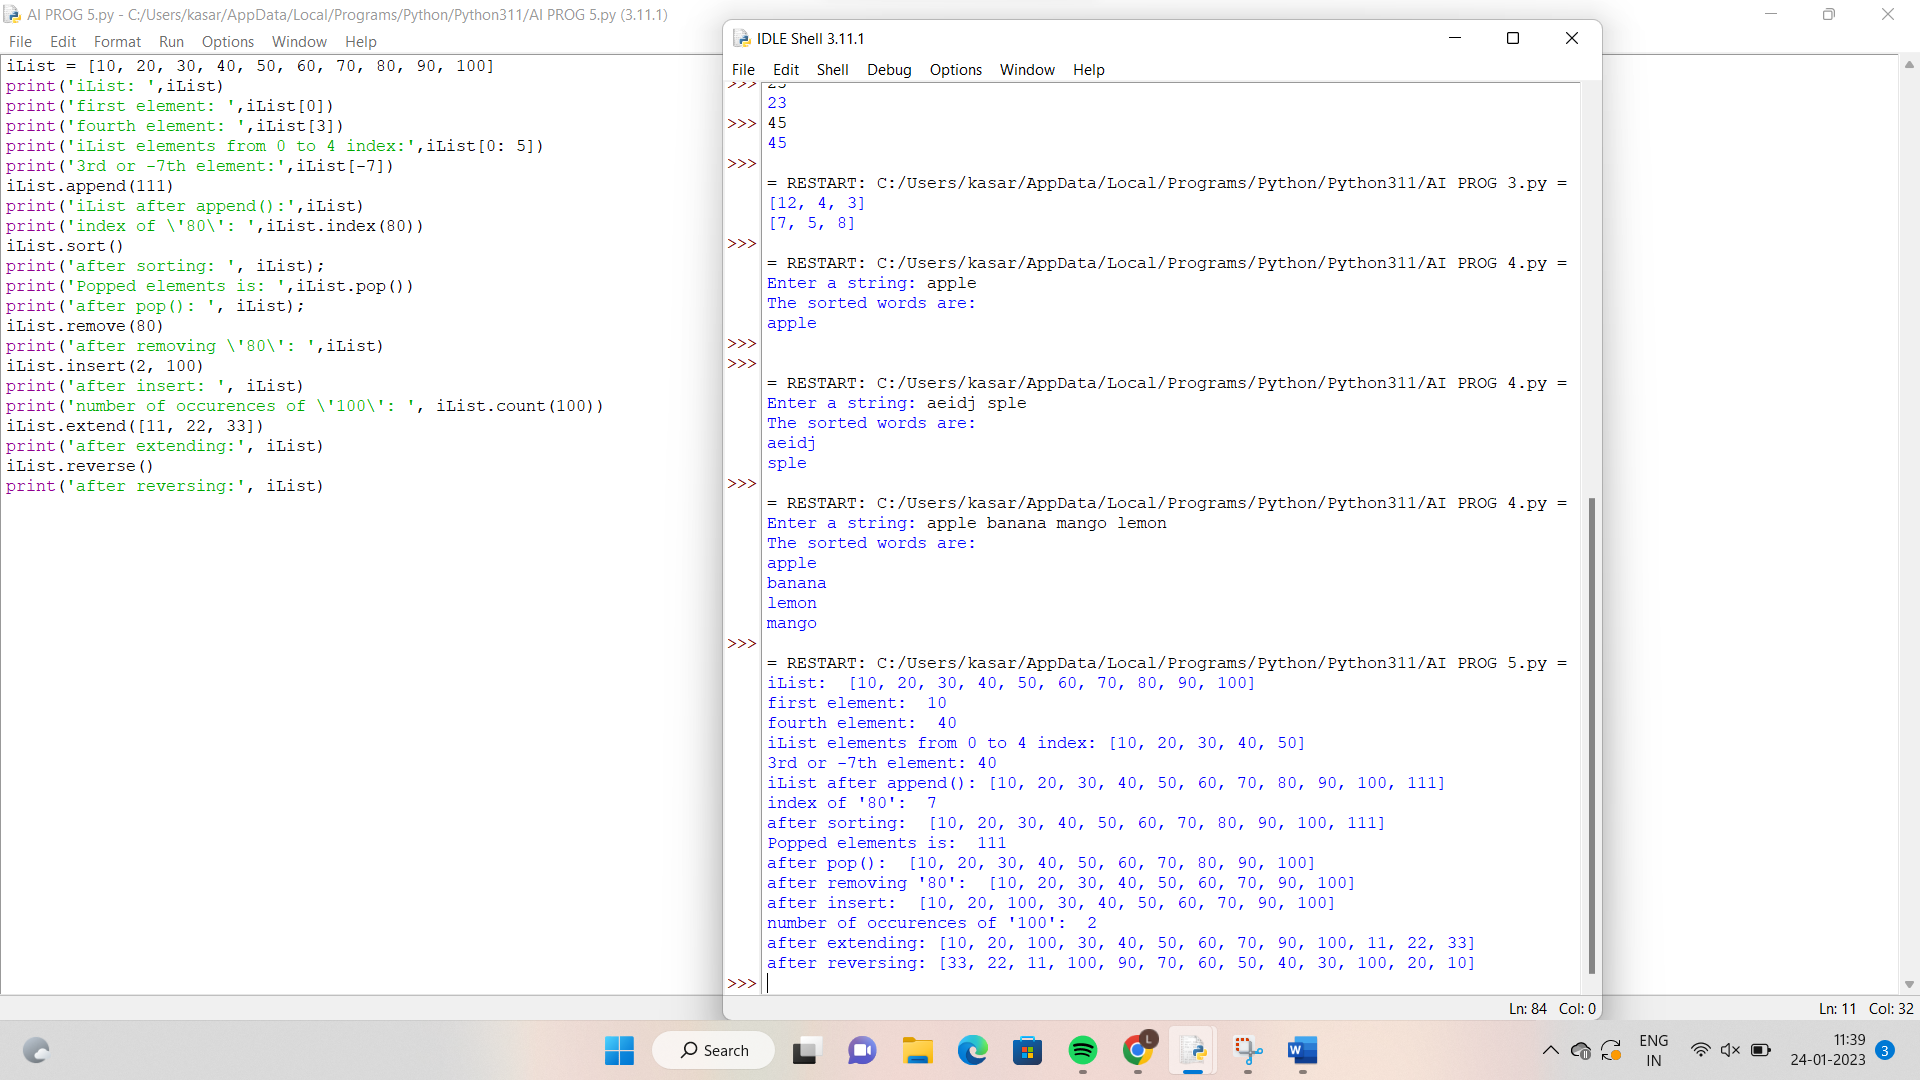 AI PROG 5.py - C:/Users/kasar/AppData/Local/Programs/Python/Python311/AI PROG 5.py (3.11.1)
File Edit Format Run Options Window Help
iList = [10, 20, 30, 40, 50, 60, 70, 80, 90, 100]
print('iList: ',iList)
print('first element: ',iList[0])
print('fourth element: ',iList[3])
print('iList elements from 0 to 4 index:',iList[0: 5])
print('3rd or -7th element:',iList[-7])
iList.append(111)
print('iList after append():',iList)
print('index of \'80\': ',iList.index(80))
iList.sort()
print('after sorting: ', iList);
print('Popped elements is: ',iList.pop())
print('after pop(): ', iList);
iList.remove(80)
print('after removing \'80\': ',iList)
iList.insert(2, 100)
print('after insert: ', iList)
print('number of occurences of \'100\': ', iList.count(100))
iList.extend([11, 22, 33])
print('after extending:', iList)
iList.reverse()
print('after reversing:', iList)
IDLE Shell 3.11.1
File Edit Shell Debug Options Window Help
>>> 23
23
>>> 45
45
>>>
= RESTART: C:/Users/kasar/AppData/Local/Programs/Python/Python311/AI PROG 3.py =
[12, 4, 3]
[7, 5, 8]
>>>
= RESTART: C:/Users/kasar/AppData/Local/Programs/Python/Python311/AI PROG 4.py =
Enter a string: apple
The sorted words are:
apple
>>>
>>>
= RESTART: C:/Users/kasar/AppData/Local/Programs/Python/Python311/AI PROG 4.py =
Enter a string: aeidj sple
The sorted words are:
aeidj
sple
>>>
= RESTART: C:/Users/kasar/AppData/Local/Programs/Python/Python311/AI PROG 4.py =
Enter a string: apple banana mango lemon
The sorted words are:
apple
banana
lemon
mango
>>>
= RESTART: C:/Users/kasar/AppData/Local/Programs/Python/Python311/AI PROG 5.py =
iList:  [10, 20, 30, 40, 50, 60, 70, 80, 90, 100]
first element:  10
fourth element:  40
iList elements from 0 to 4 index: [10, 20, 30, 40, 50]
3rd or -7th element: 40
iList after append(): [10, 20, 30, 40, 50, 60, 70, 80, 90, 100, 111]
index of '80':  7
after sorting:  [10, 20, 30, 40, 50, 60, 70, 80, 90, 100, 111]
Popped elements is:  111
after pop():  [10, 20, 30, 40, 50, 60, 70, 80, 90, 100]
after removing '80':  [10, 20, 30, 40, 50, 60, 70, 90, 100]
after insert:  [10, 20, 100, 30, 40, 50, 60, 70, 90, 100]
number of occurences of '100':  2
after extending: [10, 20, 100, 30, 40, 50, 60, 70, 90, 100, 11, 22, 33]
after reversing: [33, 22, 11, 100, 90, 70, 60, 50, 40, 30, 100, 20, 10]
>>>
Ln: 84 Col: 0
Ln: 11 Col: 32
Search
L
W
ENG
IN
11:39
24-01-2023
3